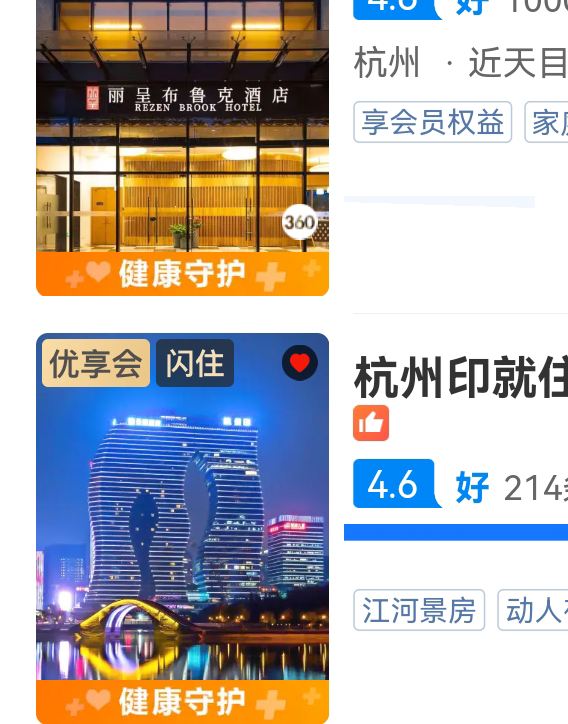 4.6 好 1000
丽呈布鲁克酒店
REZEN BROOK HOTEL
杭州 · 近天目
享会员权益
360
健康守护
优享会 闪住
杭州印就住
4.6 好 214
江河景房 动人
健康守护